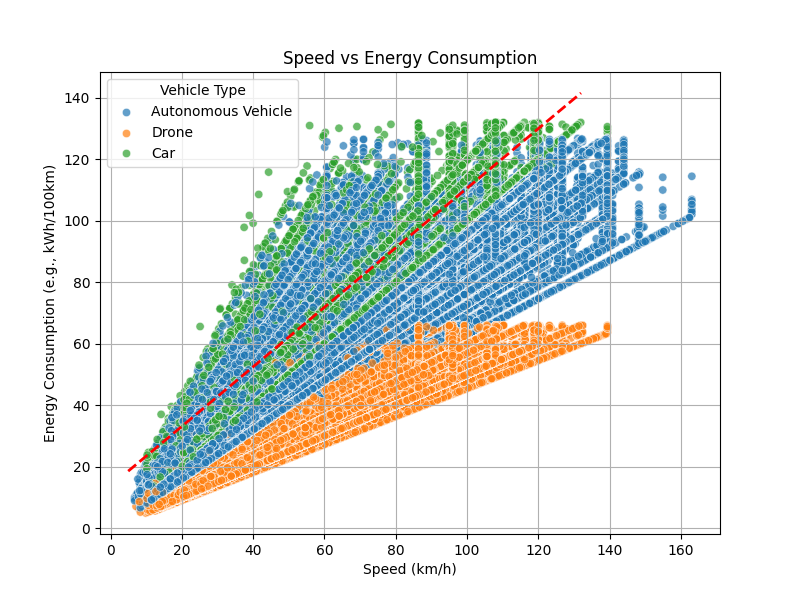 Speed vs Energy Consumption
Vehicle Type
Autonomous Vehicle
Drone
Car
Energy Consumption (e.g., kWh/100km)
140
120
100
80
60
40
20
0
0 20 40 60 80 100 120 140 160
Speed (km/h)